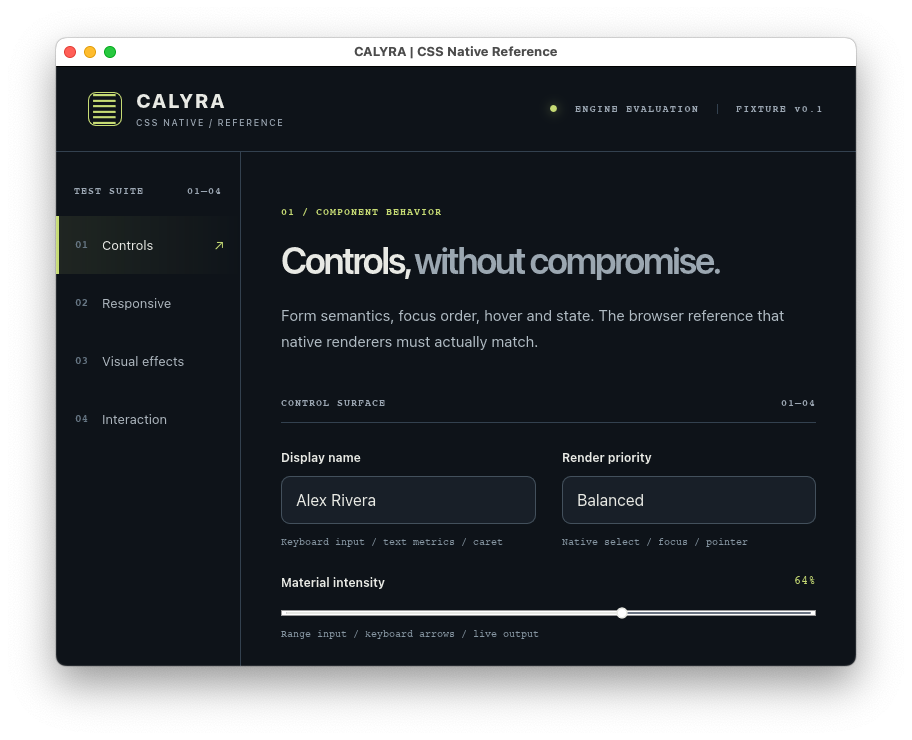 CALYRA | CSS Native Reference
CALYRA
CSS NATIVE / REFERENCE
ENGINE EVALUATION
FIXTURE v0.1
TEST SUITE 01—04
01 Controls ↗
02 Responsive
03 Visual effects
04 Interaction
01 / COMPONENT BEHAVIOR
Controls, without compromise.
Form semantics, focus order, hover and state. The browser reference that
native renderers must actually match.
CONTROL SURFACE 01—04
Display name
Alex Rivera
Keyboard input / text metrics / caret
Render priority
Balanced
Native select / focus / pointer
Material intensity 64%
Range input / keyboard arrows / live output